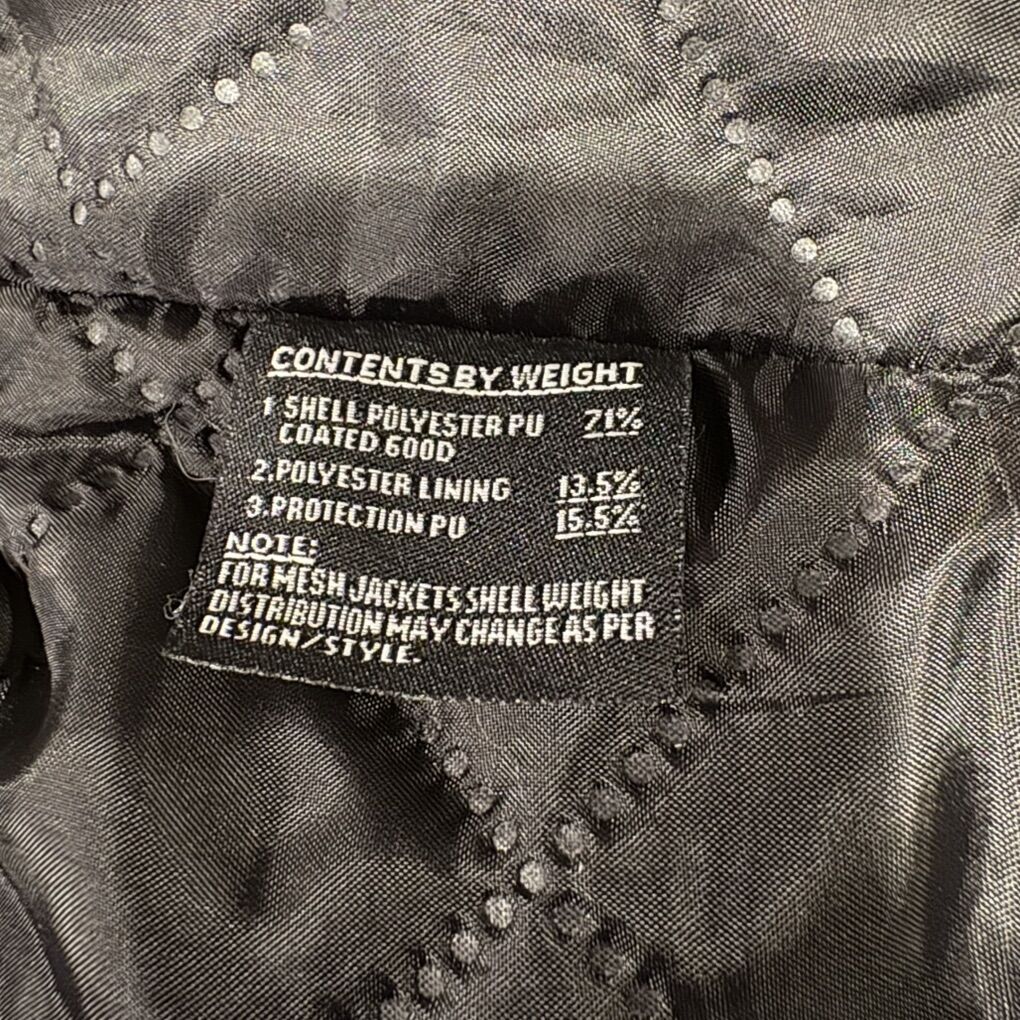 CONTENTS BY WEIGHT
1 SHELL POLYESTER PU 71%
COATED 600D
2.POLYESTER LINING 13.5%
3.PROTECTION PU 15.5%
NOTE:
FOR MESH JACKETS SHELL WEIGHT
DISTRIBUTION MAY CHANGE AS PER
DESIGN/STYLE.